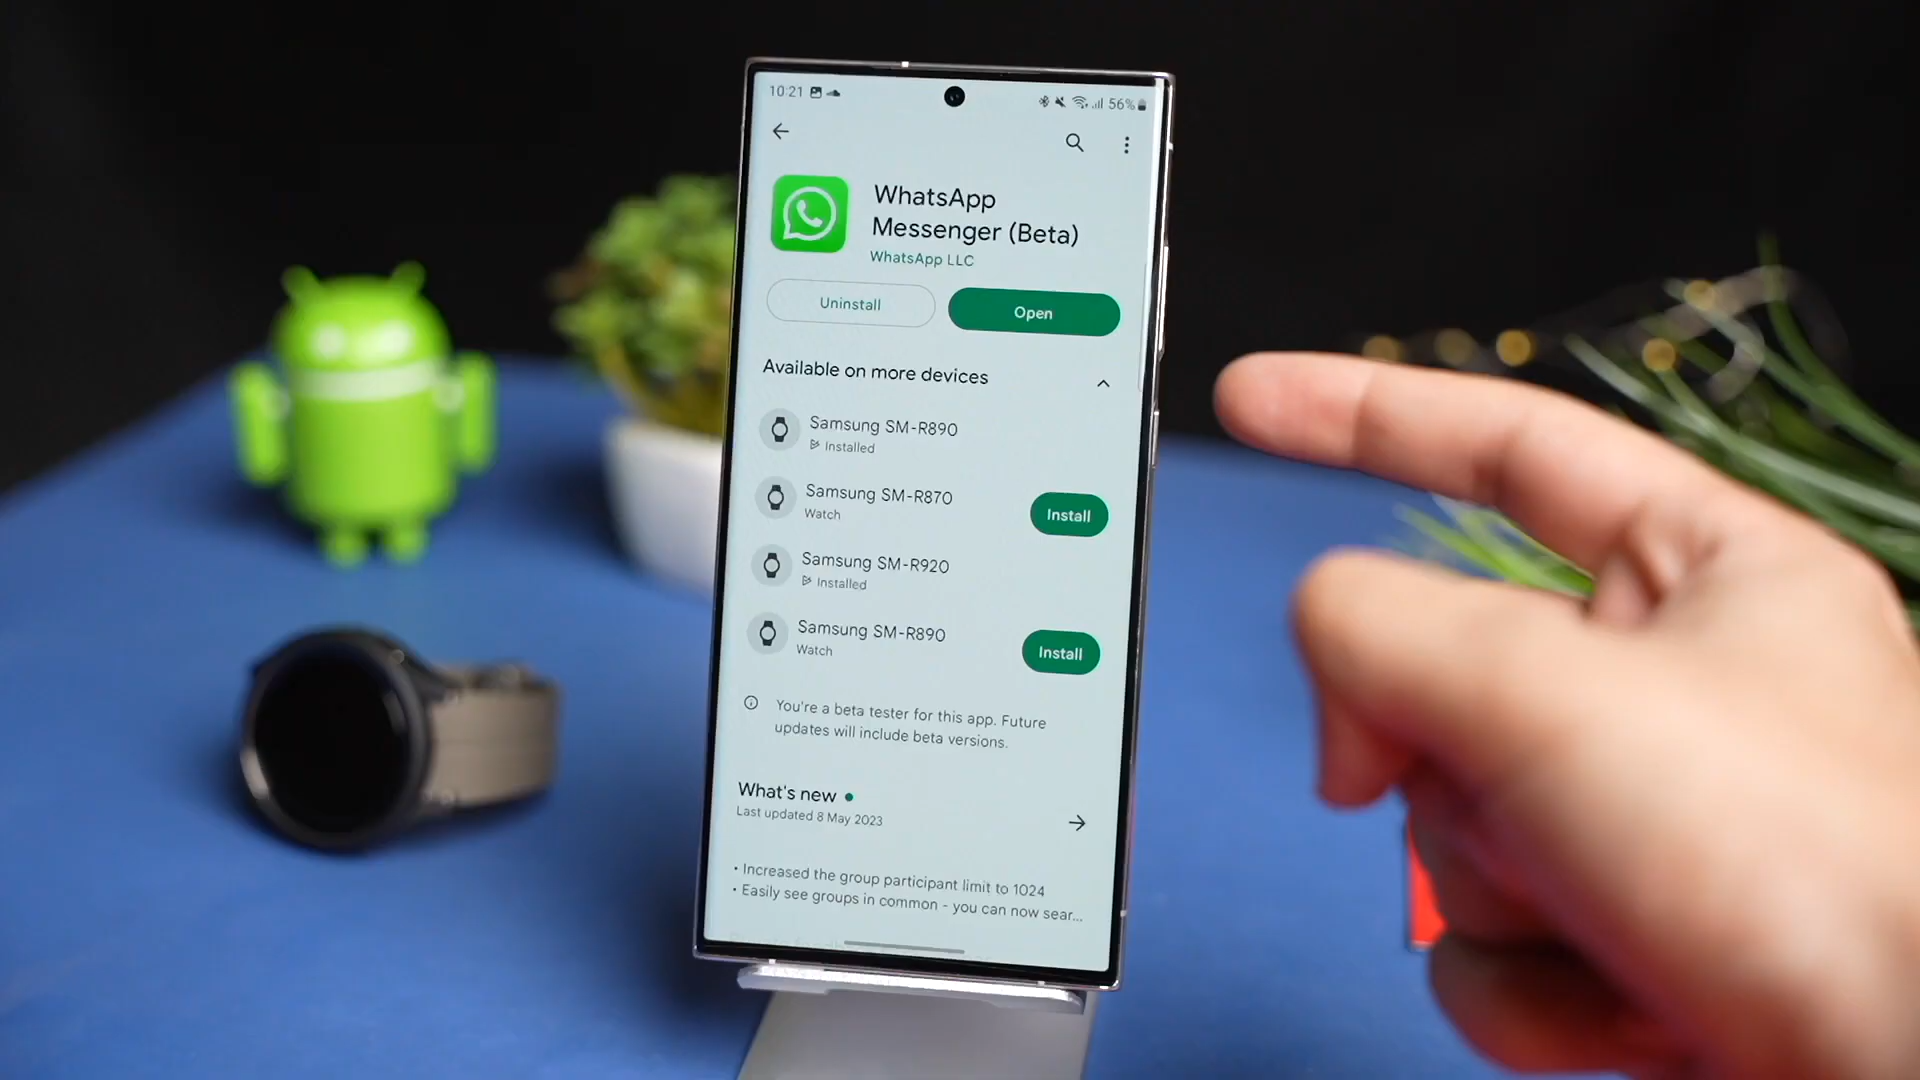 10:21
56%
WhatsApp
Messenger (Beta)
WhatsApp LLC
Uninstall
Open
Available on more devices
Samsung SM-R890
Installed
Samsung SM-R870
Watch
Install
Samsung SM-R920
Installed
Samsung SM-R890
Watch
Install
You're a beta tester for this app. Future
updates will include beta versions.
What's new
Last updated 8 May 2023
• Increased the group participant limit to 1024
• Easily see groups in common - you can now sear...